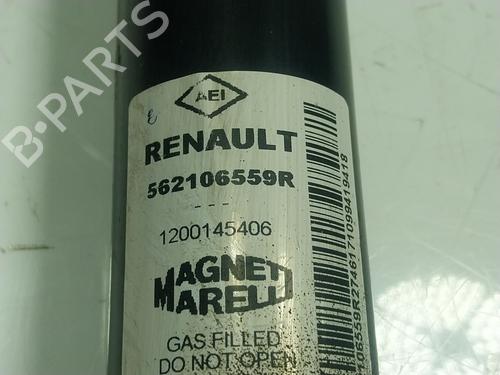 B-PARTS
AEI
RENAULT
562106559R
---
1200145406
MAGNETI
MARELLI
GAS FILLED
DO NOT OPEN